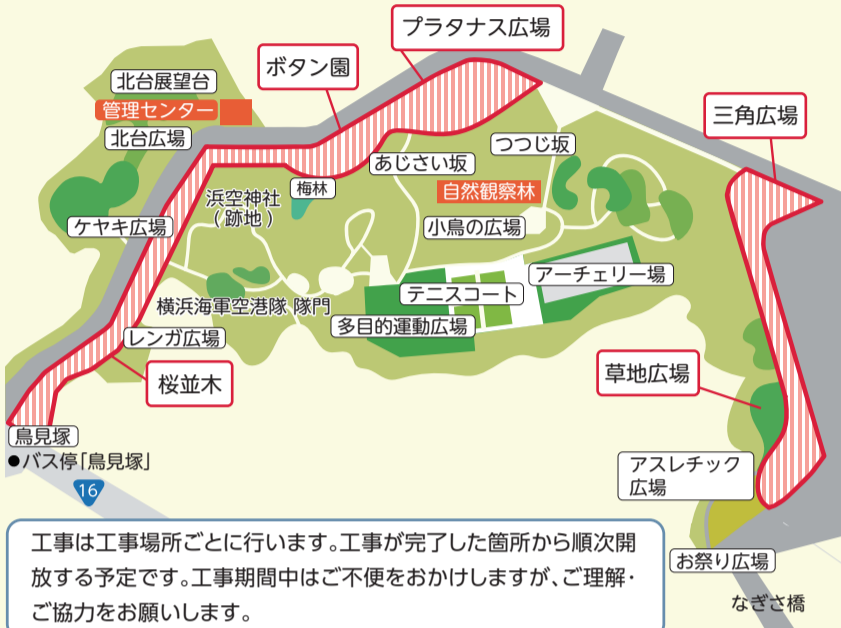 プラタナス広場
ボタン園
北台展望台
管理センター
北台広場
三角広場
つつじ坂
あじさい坂
梅林
自然観察林
浜空神社
(跡地)
小鳥の広場
ケヤキ広場
アーチェリー場
テニスコート
横浜海軍空港隊 隊門
多目的運動広場
レンガ広場
桜並木
草地広場
鳥見塚
●バス停「鳥見塚」
16
アスレチック
広場
お祭り広場
なぎさ橋
工事は工事場所ごとに行います。工事が完了した箇所から順次開
放する予定です。工事期間中はご不便をおかけしますが、ご理解・
ご協力をお願いします。